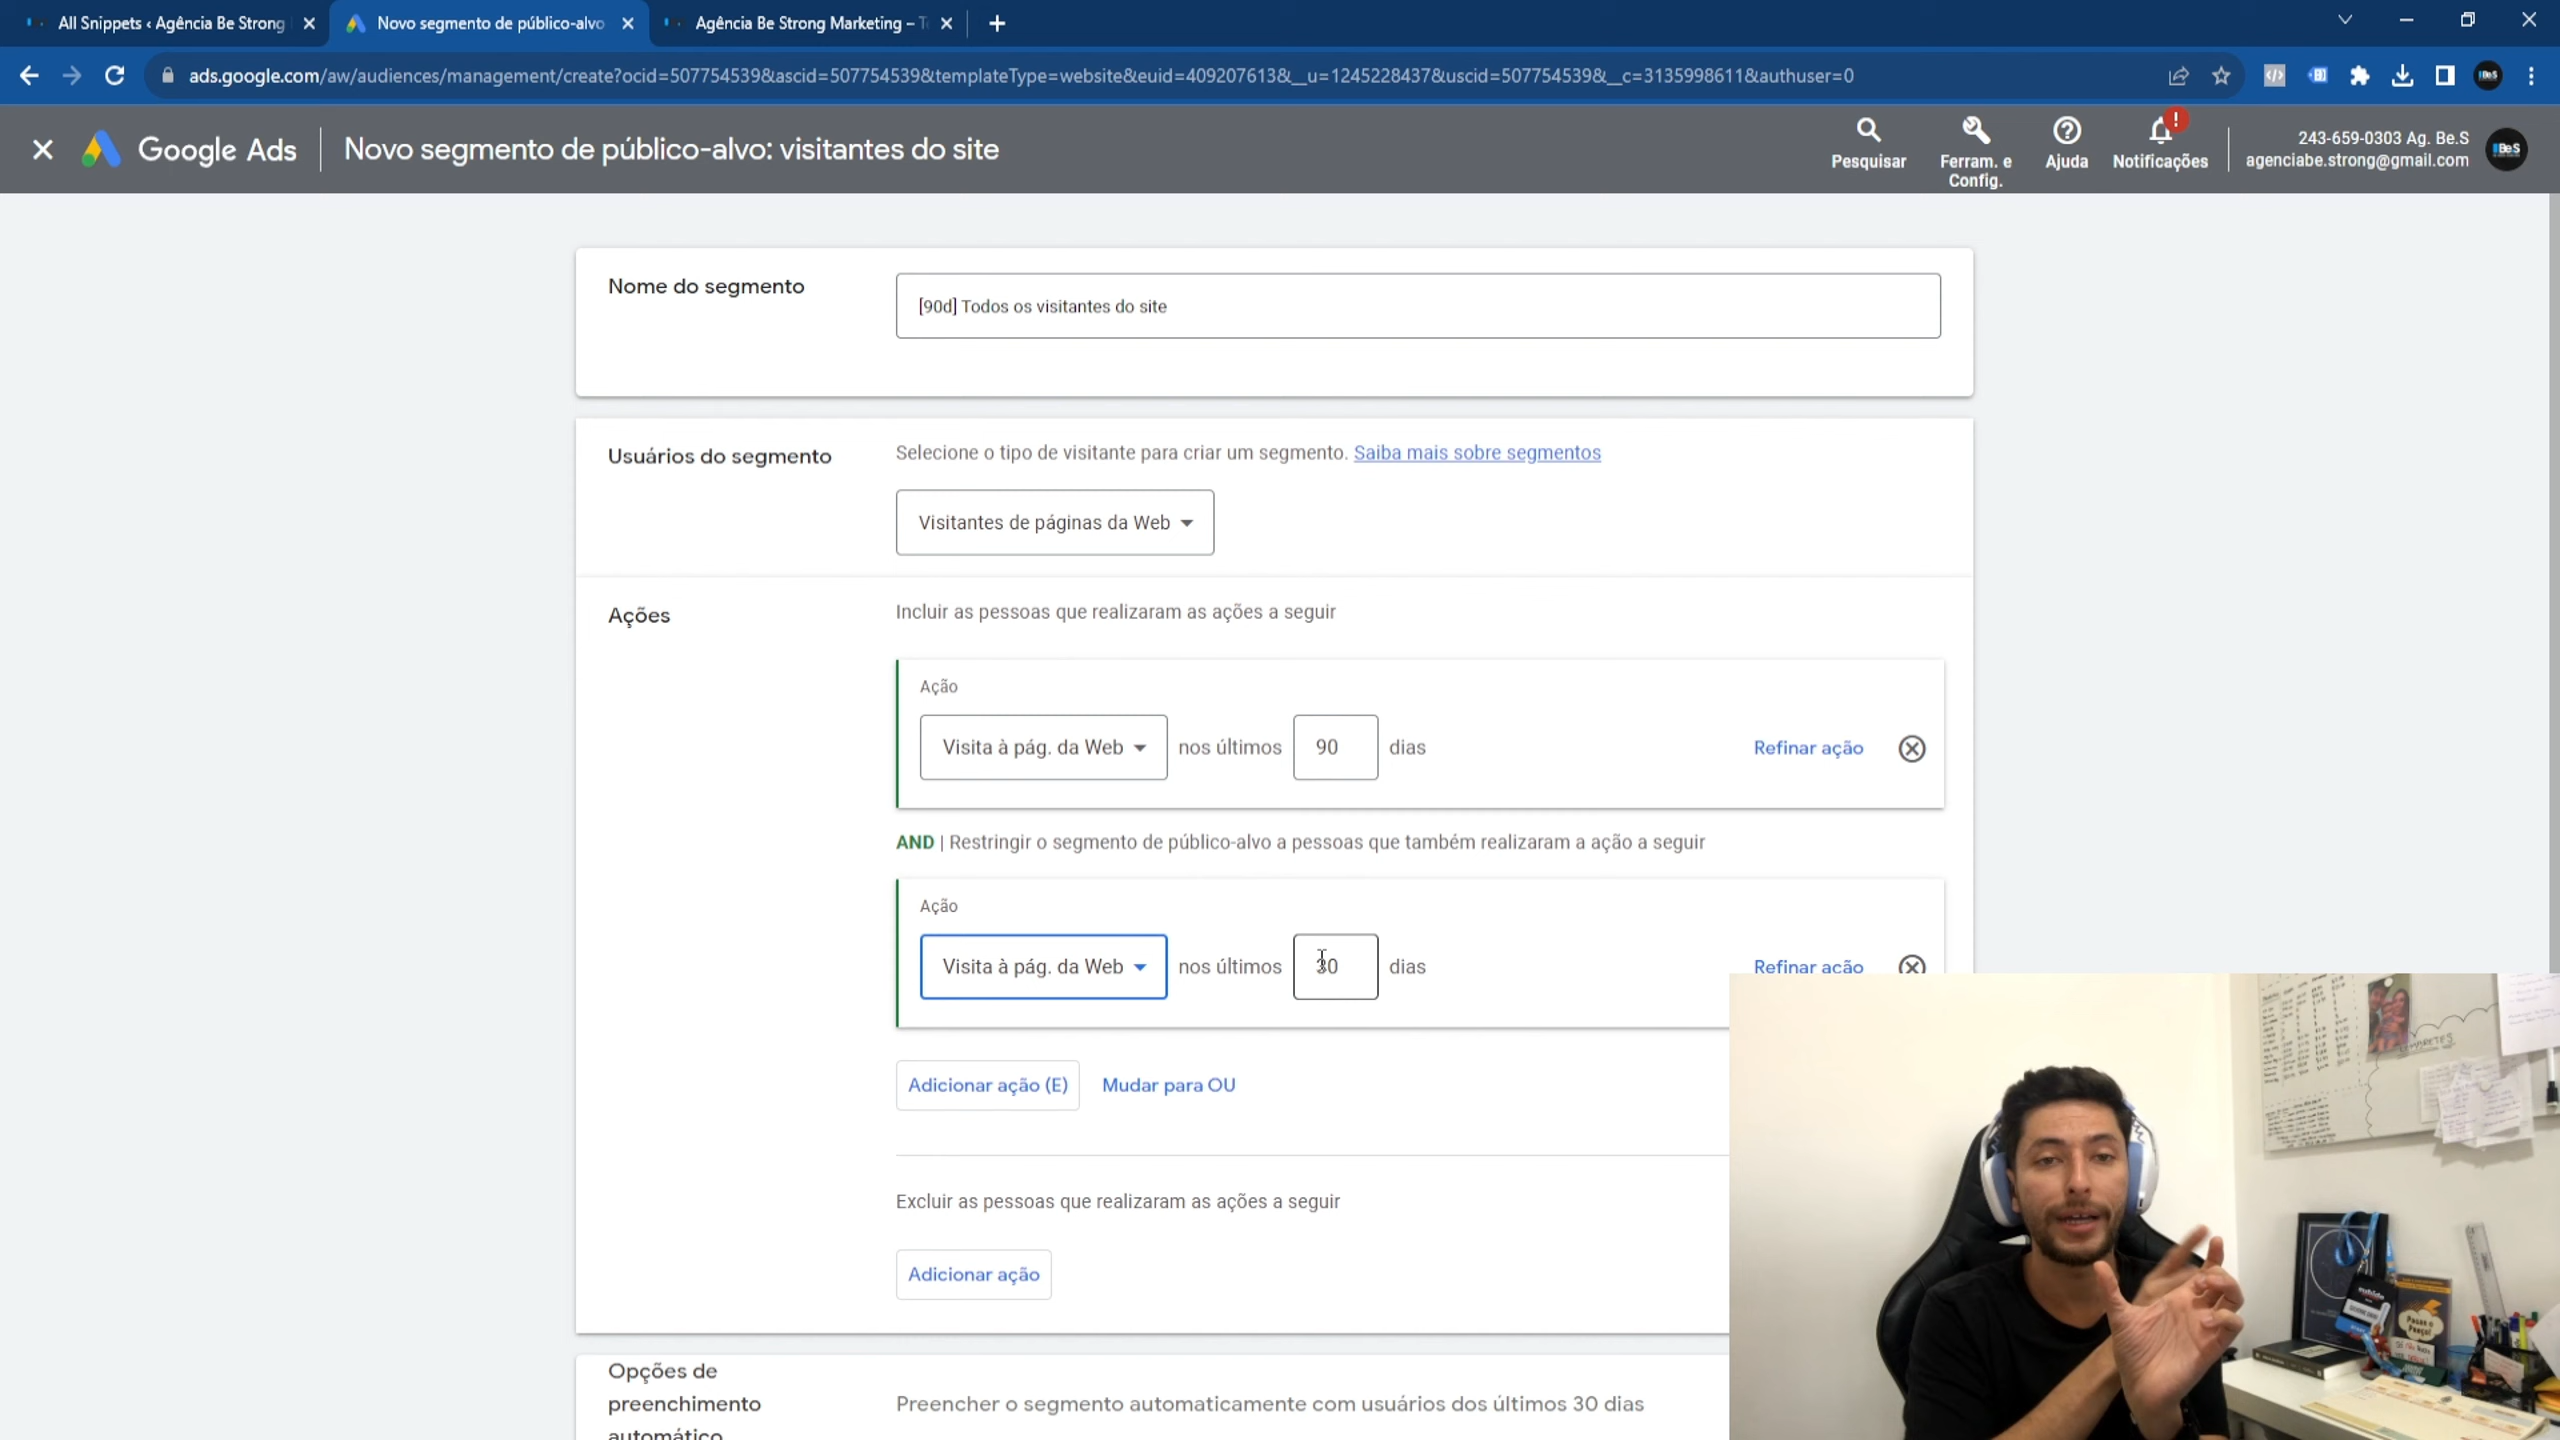 All Snippets ‹ Agência Be Strong
Novo segmento de público-alvo
Agência Be Strong Marketing –
ads.google.com/aw/audiences/management/create?ocid=507754539&ascid=507754539&templateType=website&euid=409207613&__u=1245228437&uscid=507754539&__c=3135998611&authuser=0
Google Ads
Novo segmento de público-alvo: visitantes do site
Pesquisar
Ferram. e
Config.
Ajuda
!
Notificações
243-659-0303 Ag. Be.S
agenciabe.strong@gmail.com
Nome do segmento
[90d] Todos os visitantes do site
Usuários do segmento
Selecione o tipo de visitante para criar um segmento. Saiba mais sobre segmentos
Visitantes de páginas da Web
Ações
Incluir as pessoas que realizaram as ações a seguir
Ação
Visita à pág. da Web nos últimos 90 dias Refinar ação
AND | Restringir o segmento de público-alvo a pessoas que também realizaram a ação a seguir
Ação
Visita à pág. da Web nos últimos 30 dias Refinar ação
Adicionar ação (E) Mudar para OU
Excluir as pessoas que realizaram as ações a seguir
Adicionar ação
Opções de
preenchimento
automático
Preencher o segmento automaticamente com usuários dos últimos 30 dias